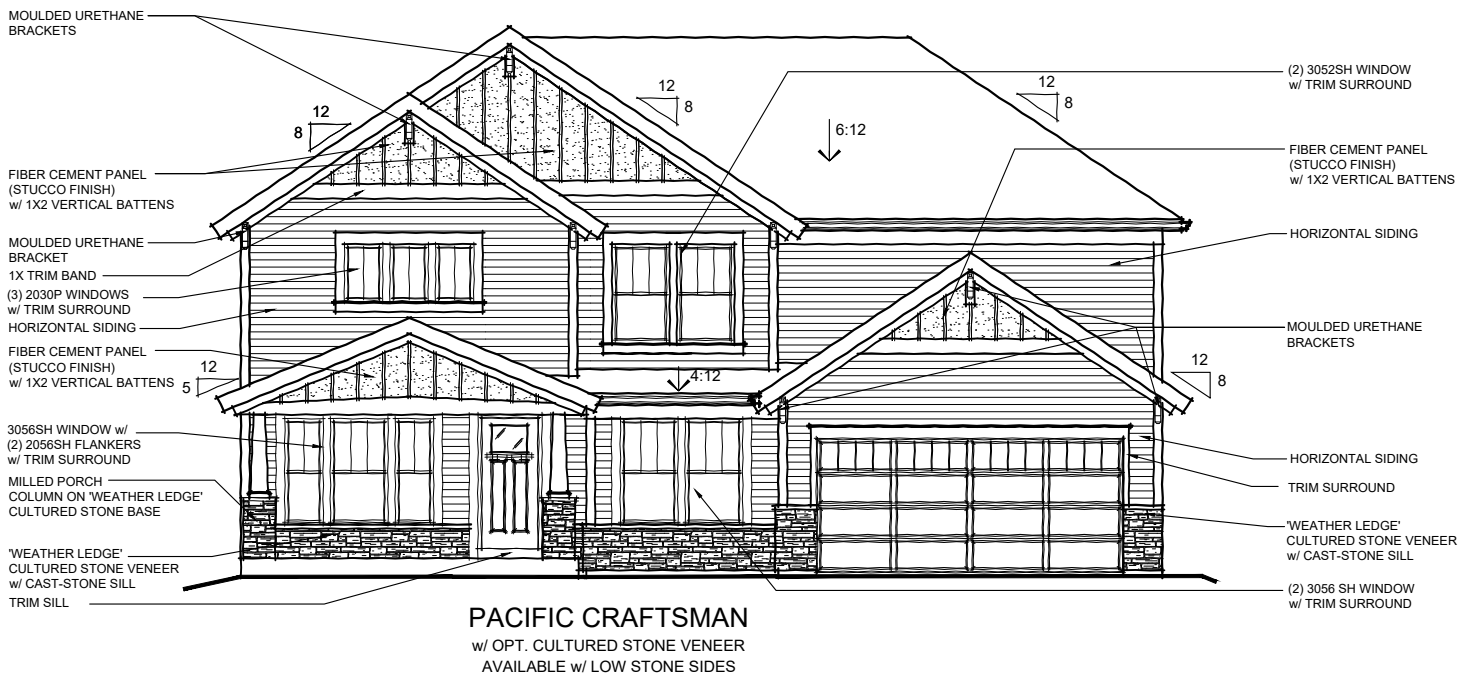 MOULDED URETHANE
BRACKETS
12
8
FIBER CEMENT PANEL
(STUCCO FINISH)
w/ 1X2 VERTICAL BATTENS
MOULDED URETHANE
BRACKET
1X TRIM BAND
(3) 2030P WINDOWS
w/ TRIM SURROUND
HORIZONTAL SIDING
FIBER CEMENT PANEL
(STUCCO FINISH)
w/ 1X2 VERTICAL BATTENS
12
5
3056SH WINDOW w/
(2) 2056SH FLANKERS
w/ TRIM SURROUND
MILLED PORCH
COLUMN ON 'WEATHER LEDGE'
CULTURED STONE BASE
'WEATHER LEDGE'
CULTURED STONE VENEER
w/ CAST-STONE SILL
TRIM SILL
12
8
6:12
4:12
12
8
(2) 3052SH WINDOW
w/ TRIM SURROUND
FIBER CEMENT PANEL
(STUCCO FINISH)
w/ 1X2 VERTICAL BATTENS
HORIZONTAL SIDING
MOULDED URETHANE
BRACKETS
12
8
HORIZONTAL SIDING
TRIM SURROUND
'WEATHER LEDGE'
CULTURED STONE VENEER
w/ CAST-STONE SILL
(2) 3056 SH WINDOW
w/ TRIM SURROUND
PACIFIC CRAFTSMAN
w/ OPT. CULTURED STONE VENEER
AVAILABLE w/ LOW STONE SIDES